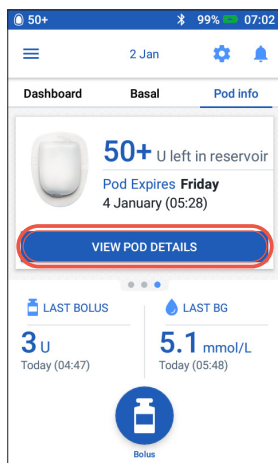 50+ 99% 07:02
2 Jan
Dashboard Basal Pod info
50+ U left in reservoir
Pod Expires Friday
4 January (05:28)
VIEW POD DETAILS
LAST BOLUS LAST BG
3 U 5.1 mmol/L
Today (04:47) Today (05:48)
Bolus